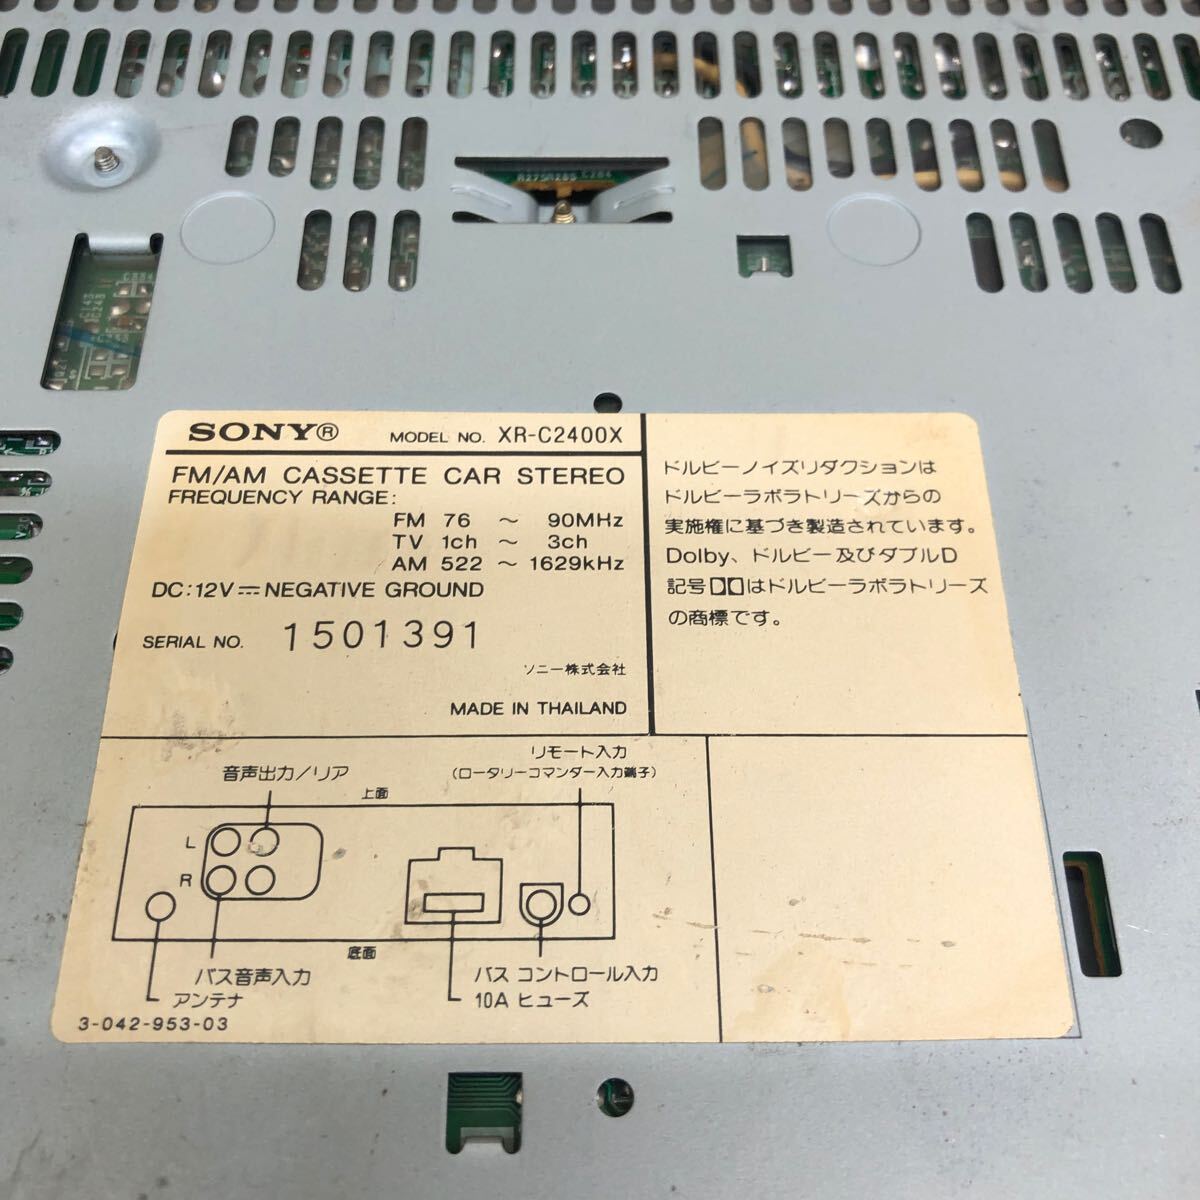 R275R285 C284
C143
C243
SONY® MODEL NO. XR-C2400X
FM/AM CASSETTE CAR STEREO
FREQUENCY RANGE:
FM 76 ~ 90MHz
TV 1ch ~ 3ch
AM 522 ~ 1629kHz
DC:12V⎓NEGATIVE GROUND
SERIAL NO. 1501391
ソニー株式会社
MADE IN THAILAND
ドルビーノイズリダクションは
ドルビーラボラトリーズからの
実施権に基づき製造されています。
Dolby、ドルビー及びダブルD
記号はドルビーラボラトリーズ
の商標です。
リモート入力
(ロータリーコマンダー入力端子)
音声出力/リア
上面
L
R
底面
バス音声入力
アンテナ
バス コントロール入力
10A ヒューズ
3-042-953-03